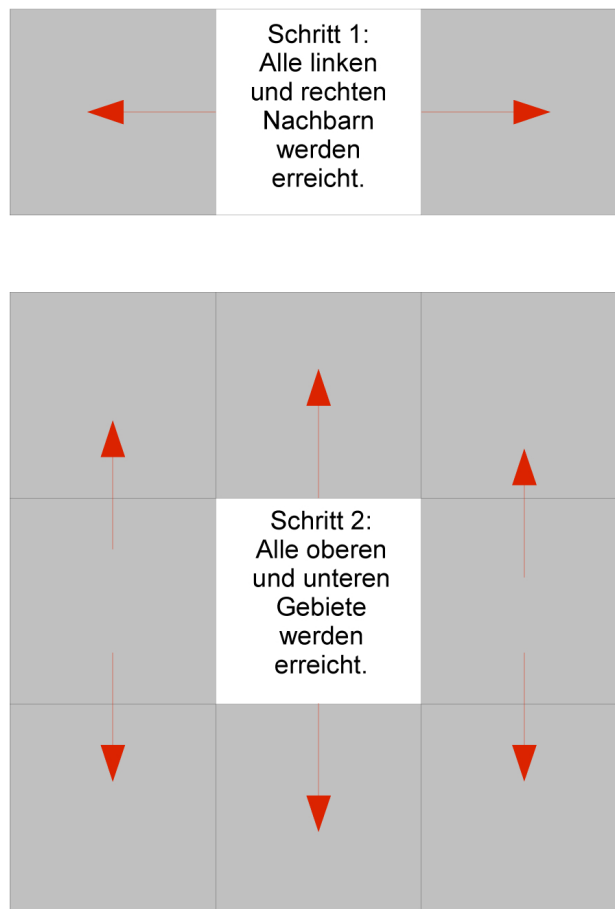 Schritt 1:
Alle linken
und rechten
Nachbarn
werden
erreicht.
Schritt 2:
Alle oberen
und unteren
Gebiete
werden
erreicht.